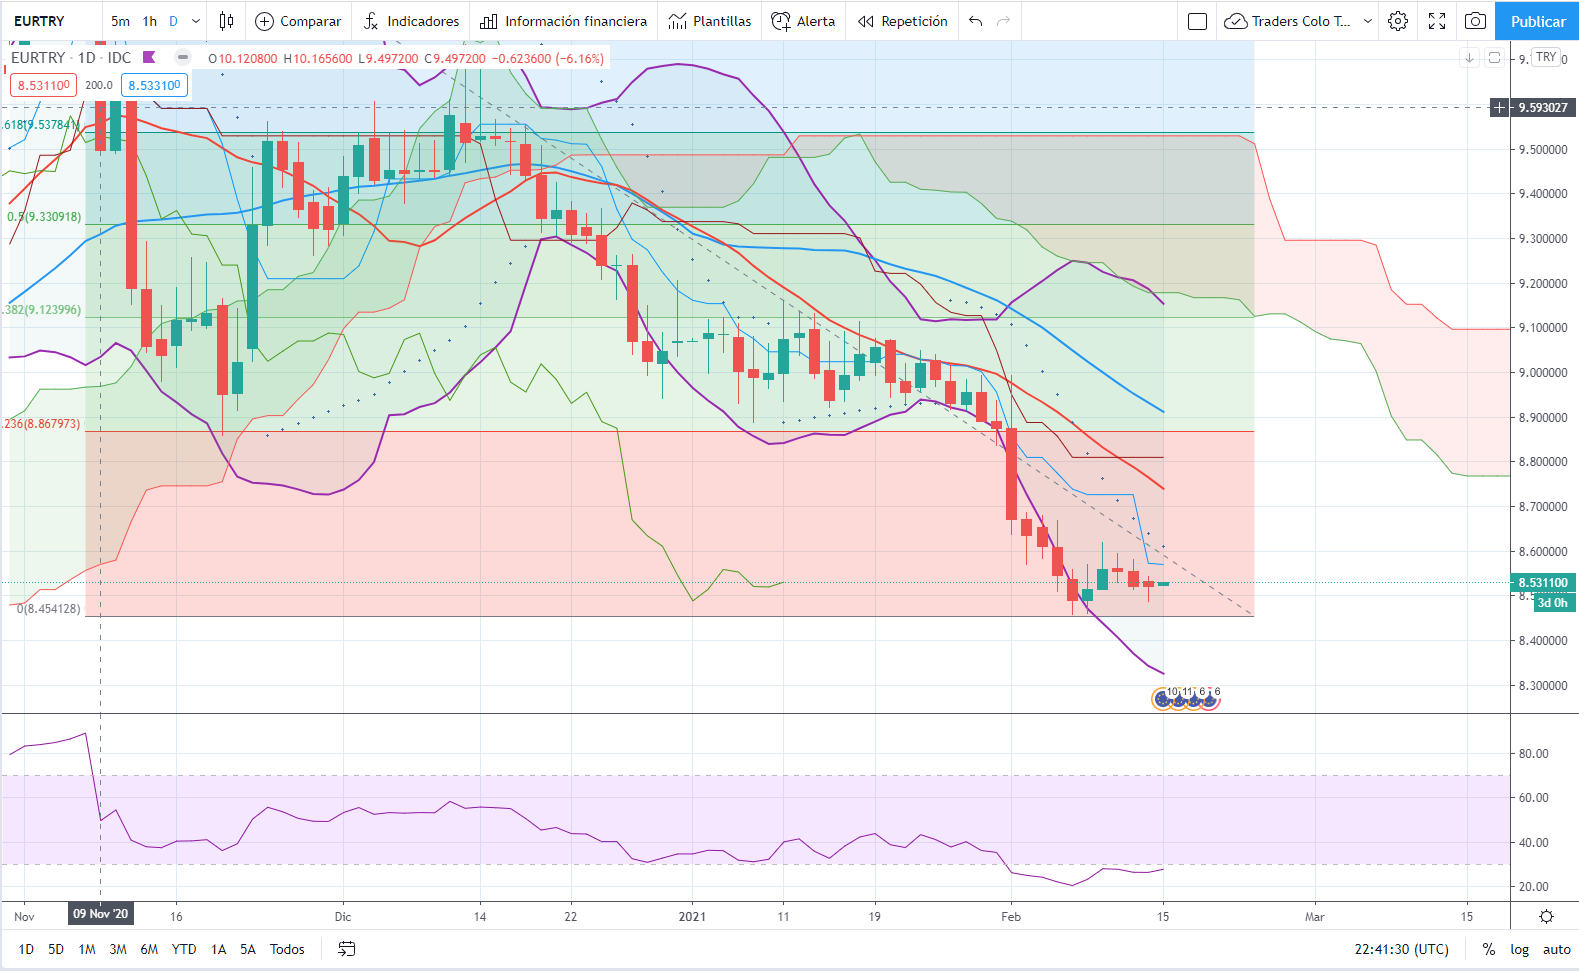 EURTRY 5m 1h D Comparar Indicadores Información financiera Plantillas Alerta Repetición Traders Colo T... Publicar
EURTRY · 1D · IDC O10.120800 H10.165600 L9.497200 C9.497200 −0.623600 (−6.16%)
8.531100 200.0 8.533100
TRY
9.593027
.618(9.537841)
9.500000
9.400000
0.5(9.330918)
9.300000
9.200000
.382(9.123996)
9.100000
9.000000
8.900000
.236(8.867973)
8.800000
8.700000
8.600000
8.531100
3d 0h
0(8.454128)
8.400000
8.300000
10 11 6 6
80.00
60.00
40.00
20.00
Nov 09 Nov '20 16 Dic 14 22 2021 11 19 Feb 15 Mar 15
1D 5D 1M 3M 6M YTD 1A 5A Todos 22:41:30 (UTC) % log auto